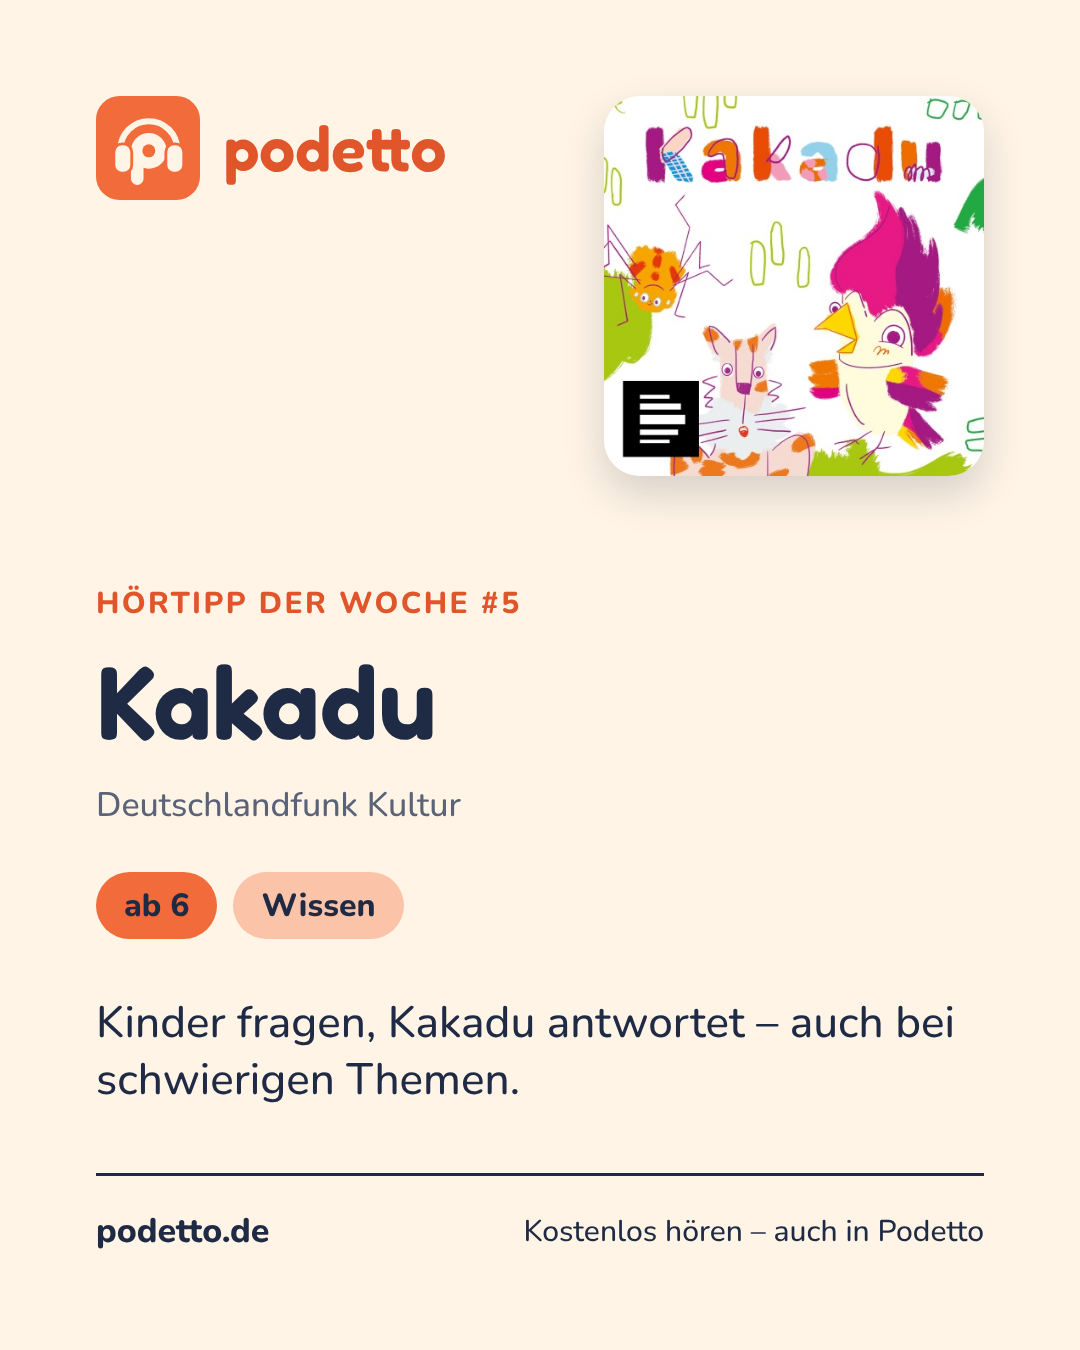 podetto
Kakadu
HÖRTIPP DER WOCHE #5
Kakadu
Deutschlandfunk Kultur
ab 6
Wissen
Kinder fragen, Kakadu antwortet – auch bei
schwierigen Themen.
podetto.de
Kostenlos hören – auch in Podetto